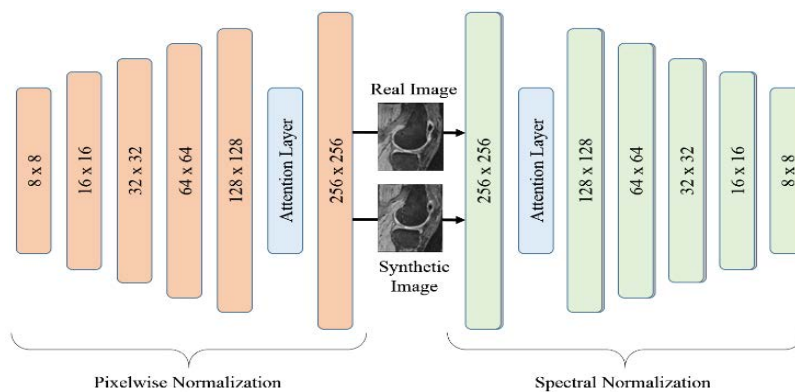 8 x 8
16 x 16
32 x 32
64 x 64
128 x 128
Attention Layer
256 x 256
Real Image
Synthetic
Image
256 x 256
Attention Layer
128 x 128
64 x 64
32 x 32
16 x 16
8 x 8
Pixelwise Normalization
Spectral Normalization